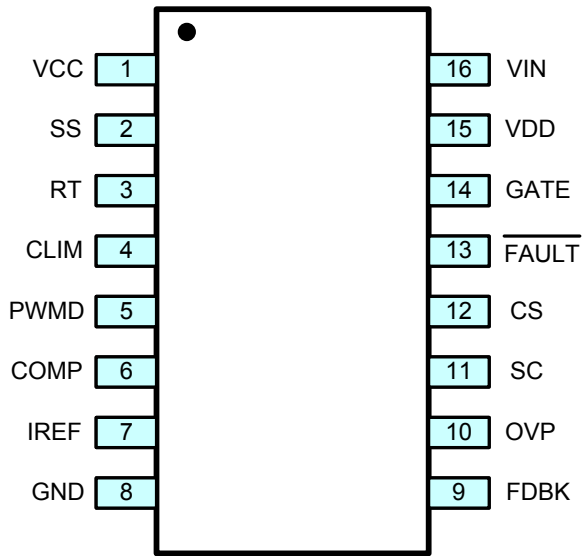 VCC 1 16 VIN
SS 2 15 VDD
RT 3 14 GATE
CLIM 4 13 FAULT
PWMD 5 12 CS
COMP 6 11 SC
IREF 7 10 OVP
GND 8 9 FDBK